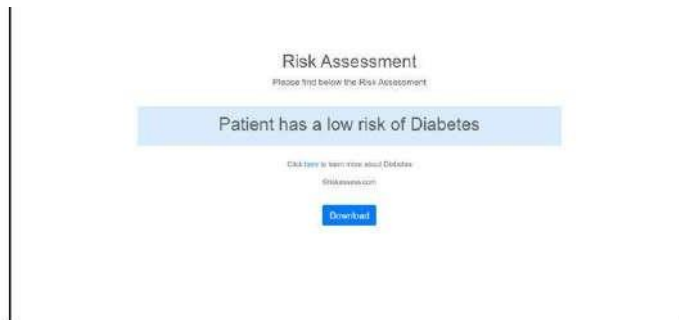 Risk Assessment
Please find below the Risk Assessment
Patient has a low risk of Diabetes
Click here to learn more about Diabetes
Download